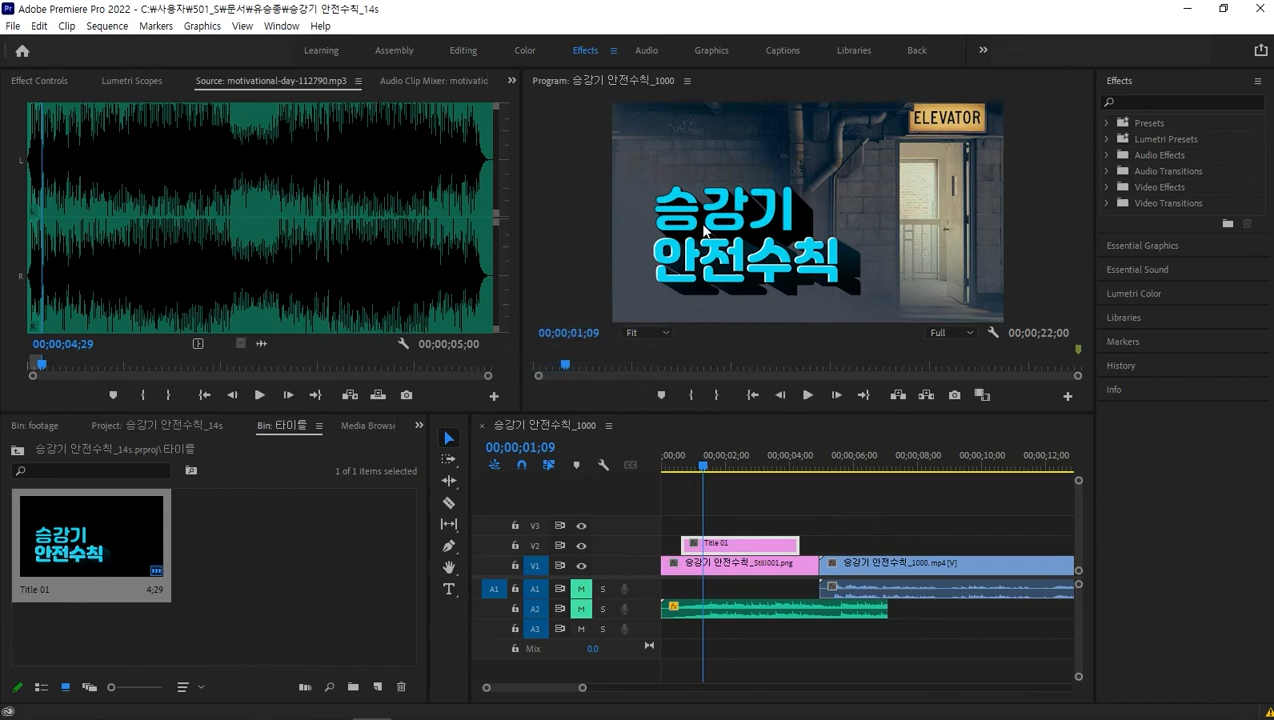 Pr Adobe Premiere Pro 2022 - C:₩사용자₩501_S₩문서₩유승종₩승강기 안전수칙_14s
File Edit Clip Sequence Markers Graphics View Window Help
Learning Assembly Editing Color Effects Audio Graphics Captions Libraries Back
Effect Controls Lumetri Scopes Source: motivational-day-112790.mp3 Audio Clip Mixer: motivatic
L
R
L
R
00;00;04;29 00;00;05;00
Program: 승강기 안전수칙_1000
ELEVATOR
승강기
안전수칙
00;00;01;09 Fit Full 00;00;22;00
Effects
Presets
Lumetri Presets
Audio Effects
Audio Transitions
Video Effects
Video Transitions
Essential Graphics
Essential Sound
Lumetri Color
Libraries
Markers
History
Info
Bin: footage Project: 승강기 안전수칙_14s Bin: 타이틀 Media Browse
승강기 안전수칙_14s.prproj₩타이틀
1 of 1 items selected
승강기
안전수칙
Title 01 4;29
승강기 안전수칙_1000
00;00;01;09
;00;00 00;00;02;00 00;00;04;00 00;00;06;00 00;00;08;00 00;00;10;00 00;00;12;00
V3
V2 Title 01
V1 승강기 안전수칙_Still001.png 승강기 안전수칙_1000.mp4 [V]
A1 A1 M S
A2 M S
A3 M S
Mix 0.0